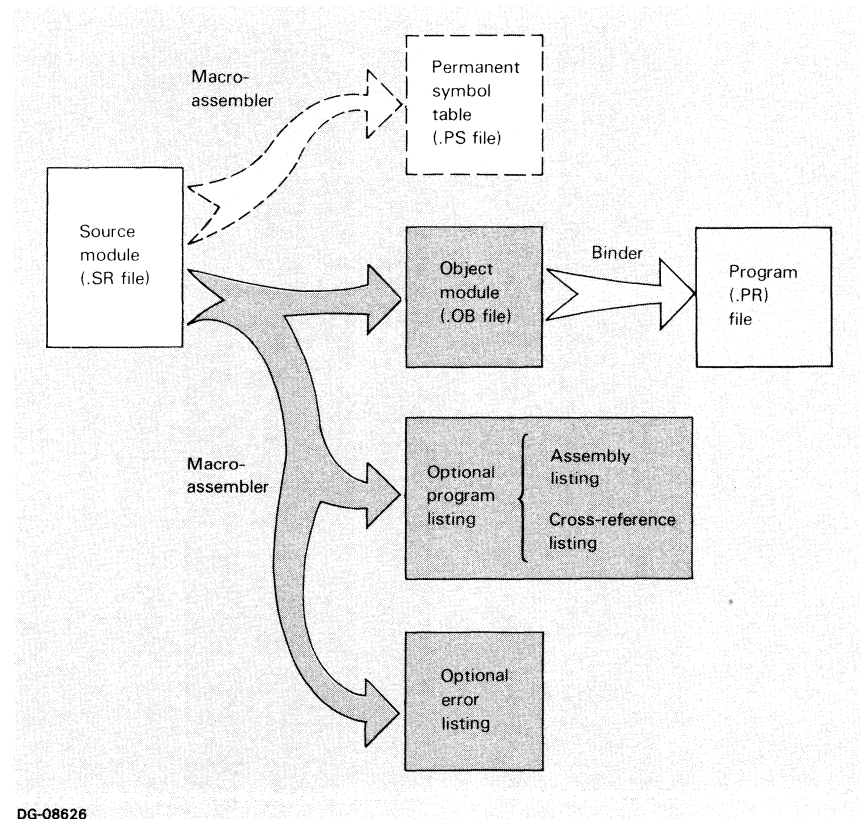 Macro-
assembler
Permanent
symbol
table
(.PS file)
Source
module
(.SR file)
Object
module
(.OB file)
Binder
Program
(.PR)
file
Macro-
assembler
Optional
program
listing
Assembly
listing
Cross-reference
listing
Optional
error
listing
DG-08626